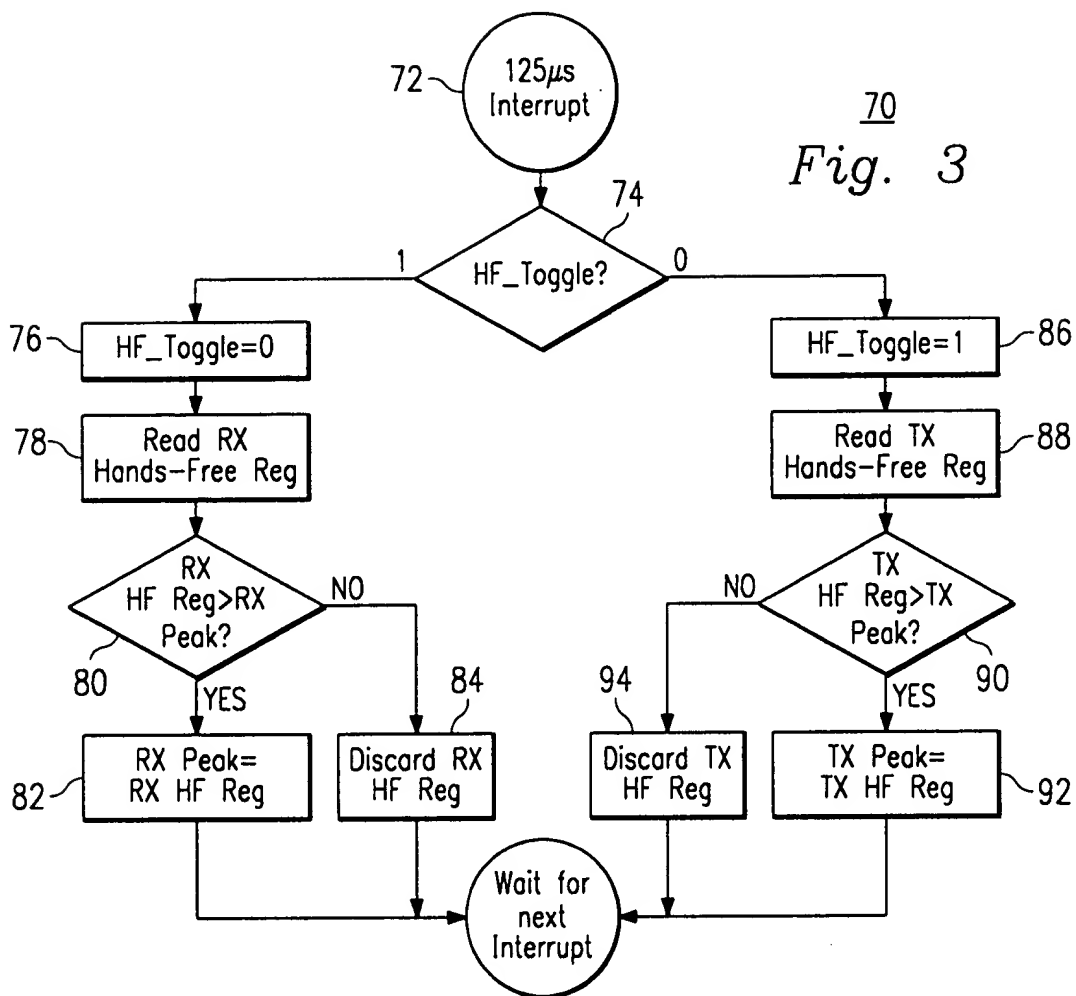 72
125µs
Interrupt
70
Fig. 3
74
HF_Toggle?
1
0
76
HF_Toggle=0
HF_Toggle=1
86
78
Read RX
Hands-Free Reg
Read TX
Hands-Free Reg
88
RX
HF Reg>RX
Peak?
NO
80
YES
TX
HF Reg>TX
Peak?
NO
90
YES
84
94
82
RX Peak=
RX HF Reg
Discard RX
HF Reg
Discard TX
HF Reg
TX Peak=
TX HF Reg
92
Wait for
next
Interrupt